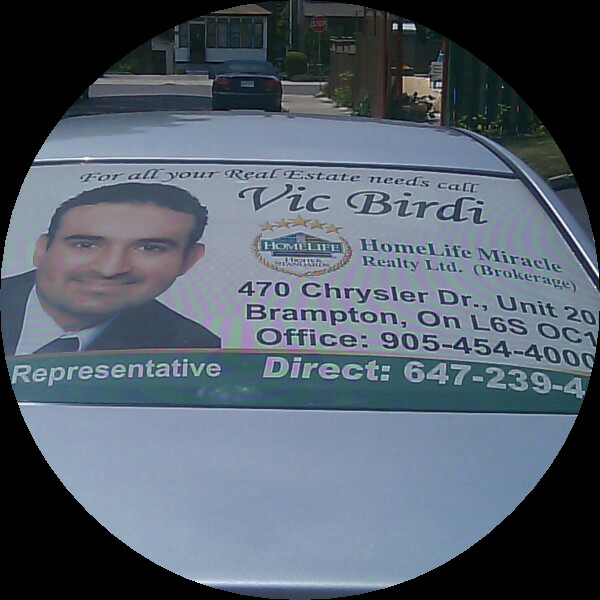 For all your Real Estate needs call
Vic Birdi
HOMELIFE
HIGHER
STANDARDS
HomeLife Miracle
Realty Ltd. (Brokerage)
470 Chrysler Dr., Unit 20
Brampton, On L6S OC1
Office: 905-454-4000
Representative Direct: 647-239-4